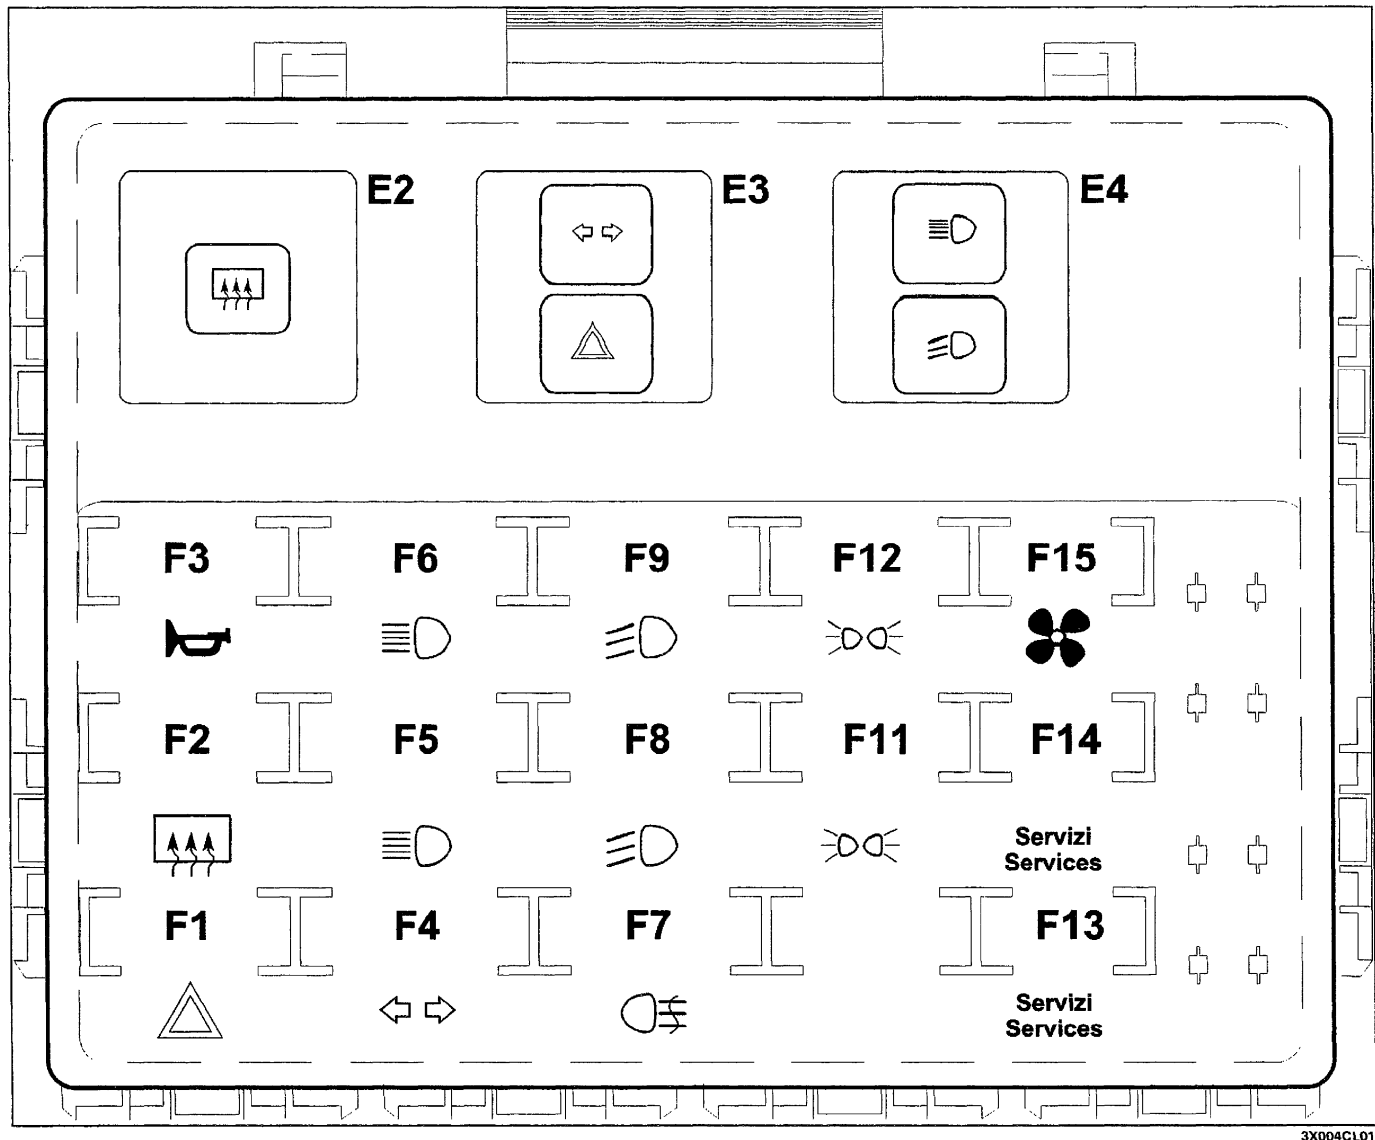 E2
E3
E4
F3
F6
F9
F12
F15
F2
F5
F8
F11
F14
Servizi
Services
F1
F4
F7
F13
Servizi
Services
3X004CL01